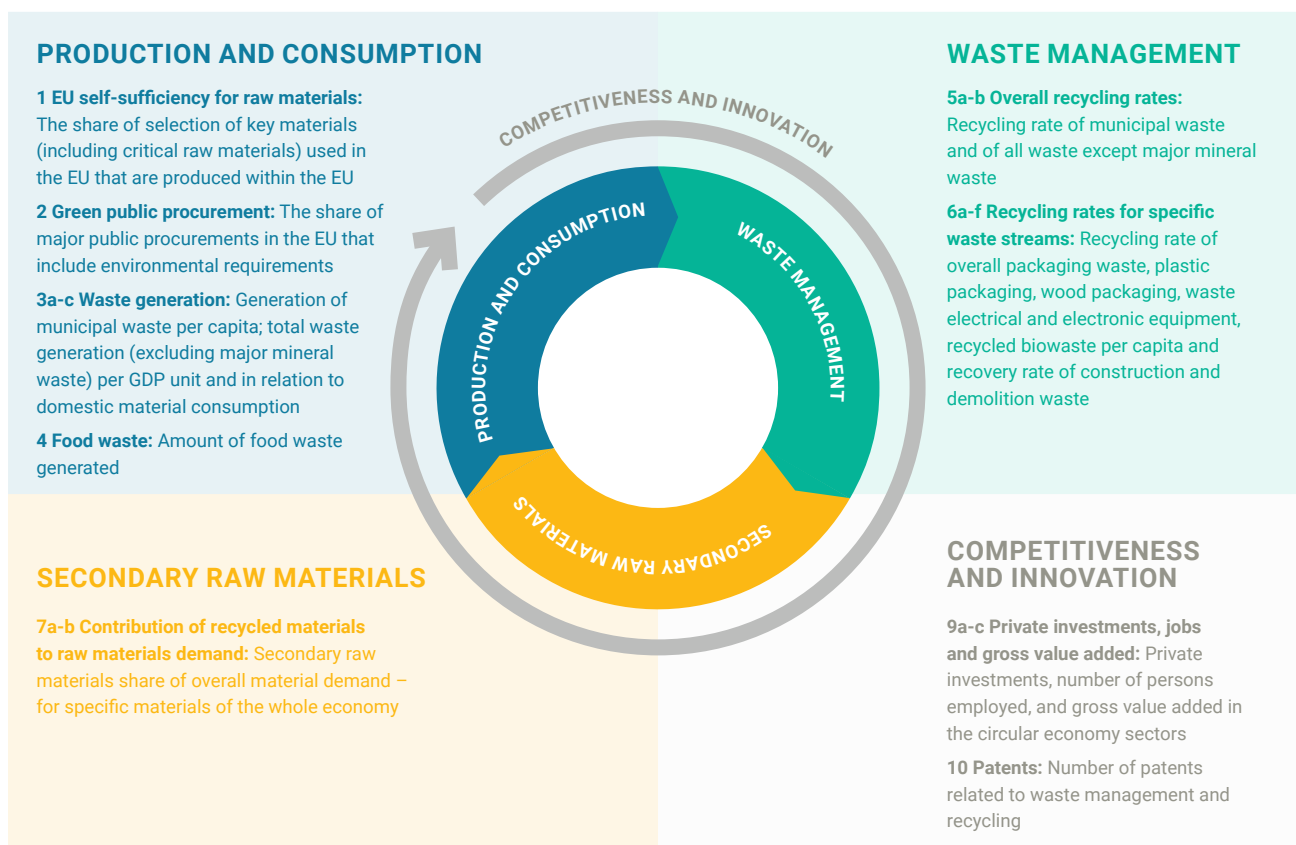 PRODUCTION AND CONSUMPTION
1 EU self-sufficiency for raw materials:
The share of selection of key materials
(including critical raw materials) used in
the EU that are produced within the EU
2 Green public procurement: The share of
major public procurements in the EU that
include environmental requirements
3a-c Waste generation: Generation of
municipal waste per capita; total waste
generation (excluding major mineral
waste) per GDP unit and in relation to
domestic material consumption
4 Food waste: Amount of food waste
generated
COMPETITIVENESS AND INNOVATION
PRODUCTION AND CONSUMPTION
WASTE MANAGEMENT
SECONDARY RAW MATERIALS
WASTE MANAGEMENT
5a-b Overall recycling rates:
Recycling rate of municipal waste
and of all waste except major mineral
waste
6a-f Recycling rates for specific
waste streams: Recycling rate of
overall packaging waste, plastic
packaging, wood packaging, waste
electrical and electronic equipment,
recycled biowaste per capita and
recovery rate of construction and
demolition waste
SECONDARY RAW MATERIALS
7a-b Contribution of recycled materials
to raw materials demand: Secondary raw
materials share of overall material demand –
for specific materials of the whole economy
COMPETITIVENESS
AND INNOVATION
9a-c Private investments, jobs
and gross value added: Private
investments, number of persons
employed, and gross value added in
the circular economy sectors
10 Patents: Number of patents
related to waste management and
recycling